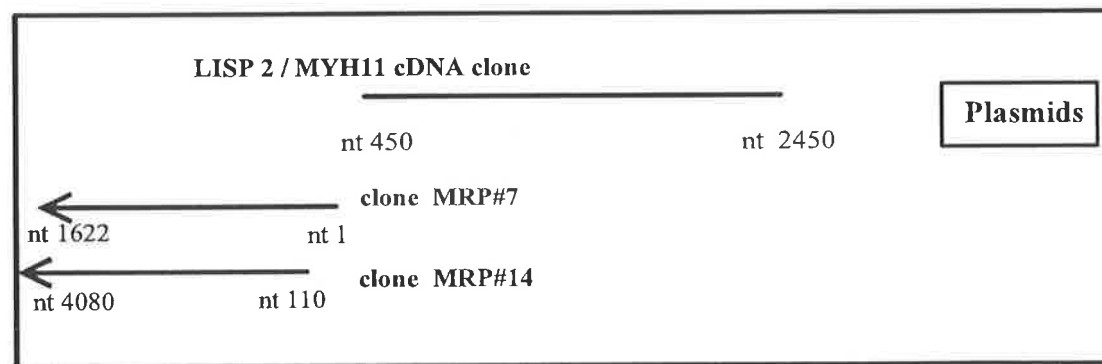 LISP 2 / MYH11 cDNA clone
Plasmids
nt 450
nt 2450
clone MRP#7
nt 1622
nt 1
clone MRP#14
nt 4080
nt 110